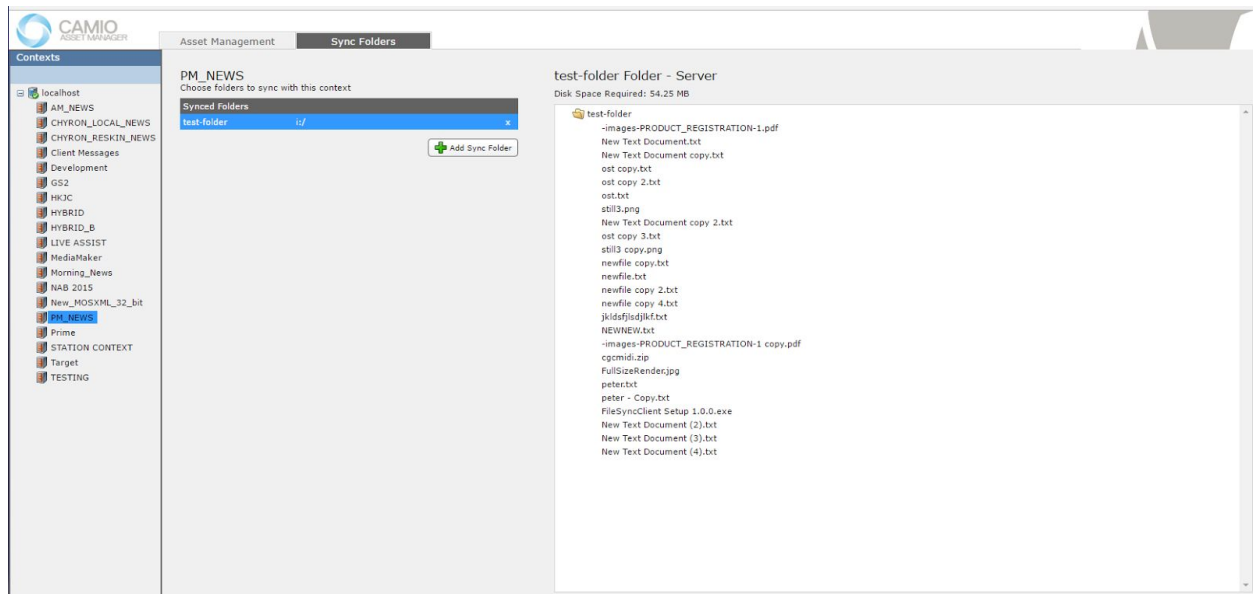 CAMIO
ASSET MANAGER
Asset Management
Sync Folders
Contexts
localhost
AM_NEWS
CHYRON_LOCAL_NEWS
CHYRON_RESKIN_NEWS
Client Messages
Development
GS2
HKJC
HYBRID
HYBRID_B
LIVE ASSIST
MediaMaker
Morning_News
NAB 2015
New_MOSXML_32_bit
PM_NEWS
Prime
STATION CONTEXT
Target
TESTING
PM_NEWS
Choose folders to sync with this context
Synced Folders
test-folder i:/ x
Add Sync Folder
test-folder Folder - Server
Disk Space Required: 54.25 MB
test-folder
-images-PRODUCT_REGISTRATION-1.pdf
New Text Document.txt
New Text Document copy.txt
ost copy.txt
ost copy 2.txt
ost.txt
still3.png
New Text Document copy 2.txt
ost copy 3.txt
still3 copy.png
newfile copy.txt
newfile.txt
newfile copy 2.txt
newfile copy 4.txt
jkldsfjlsdjlkf.txt
NEWNEW.txt
-images-PRODUCT_REGISTRATION-1 copy.pdf
cgcmidi.zip
FullSizeRender.jpg
peter.txt
peter - Copy.txt
FileSyncClient Setup 1.0.0.exe
New Text Document (2).txt
New Text Document (3).txt
New Text Document (4).txt